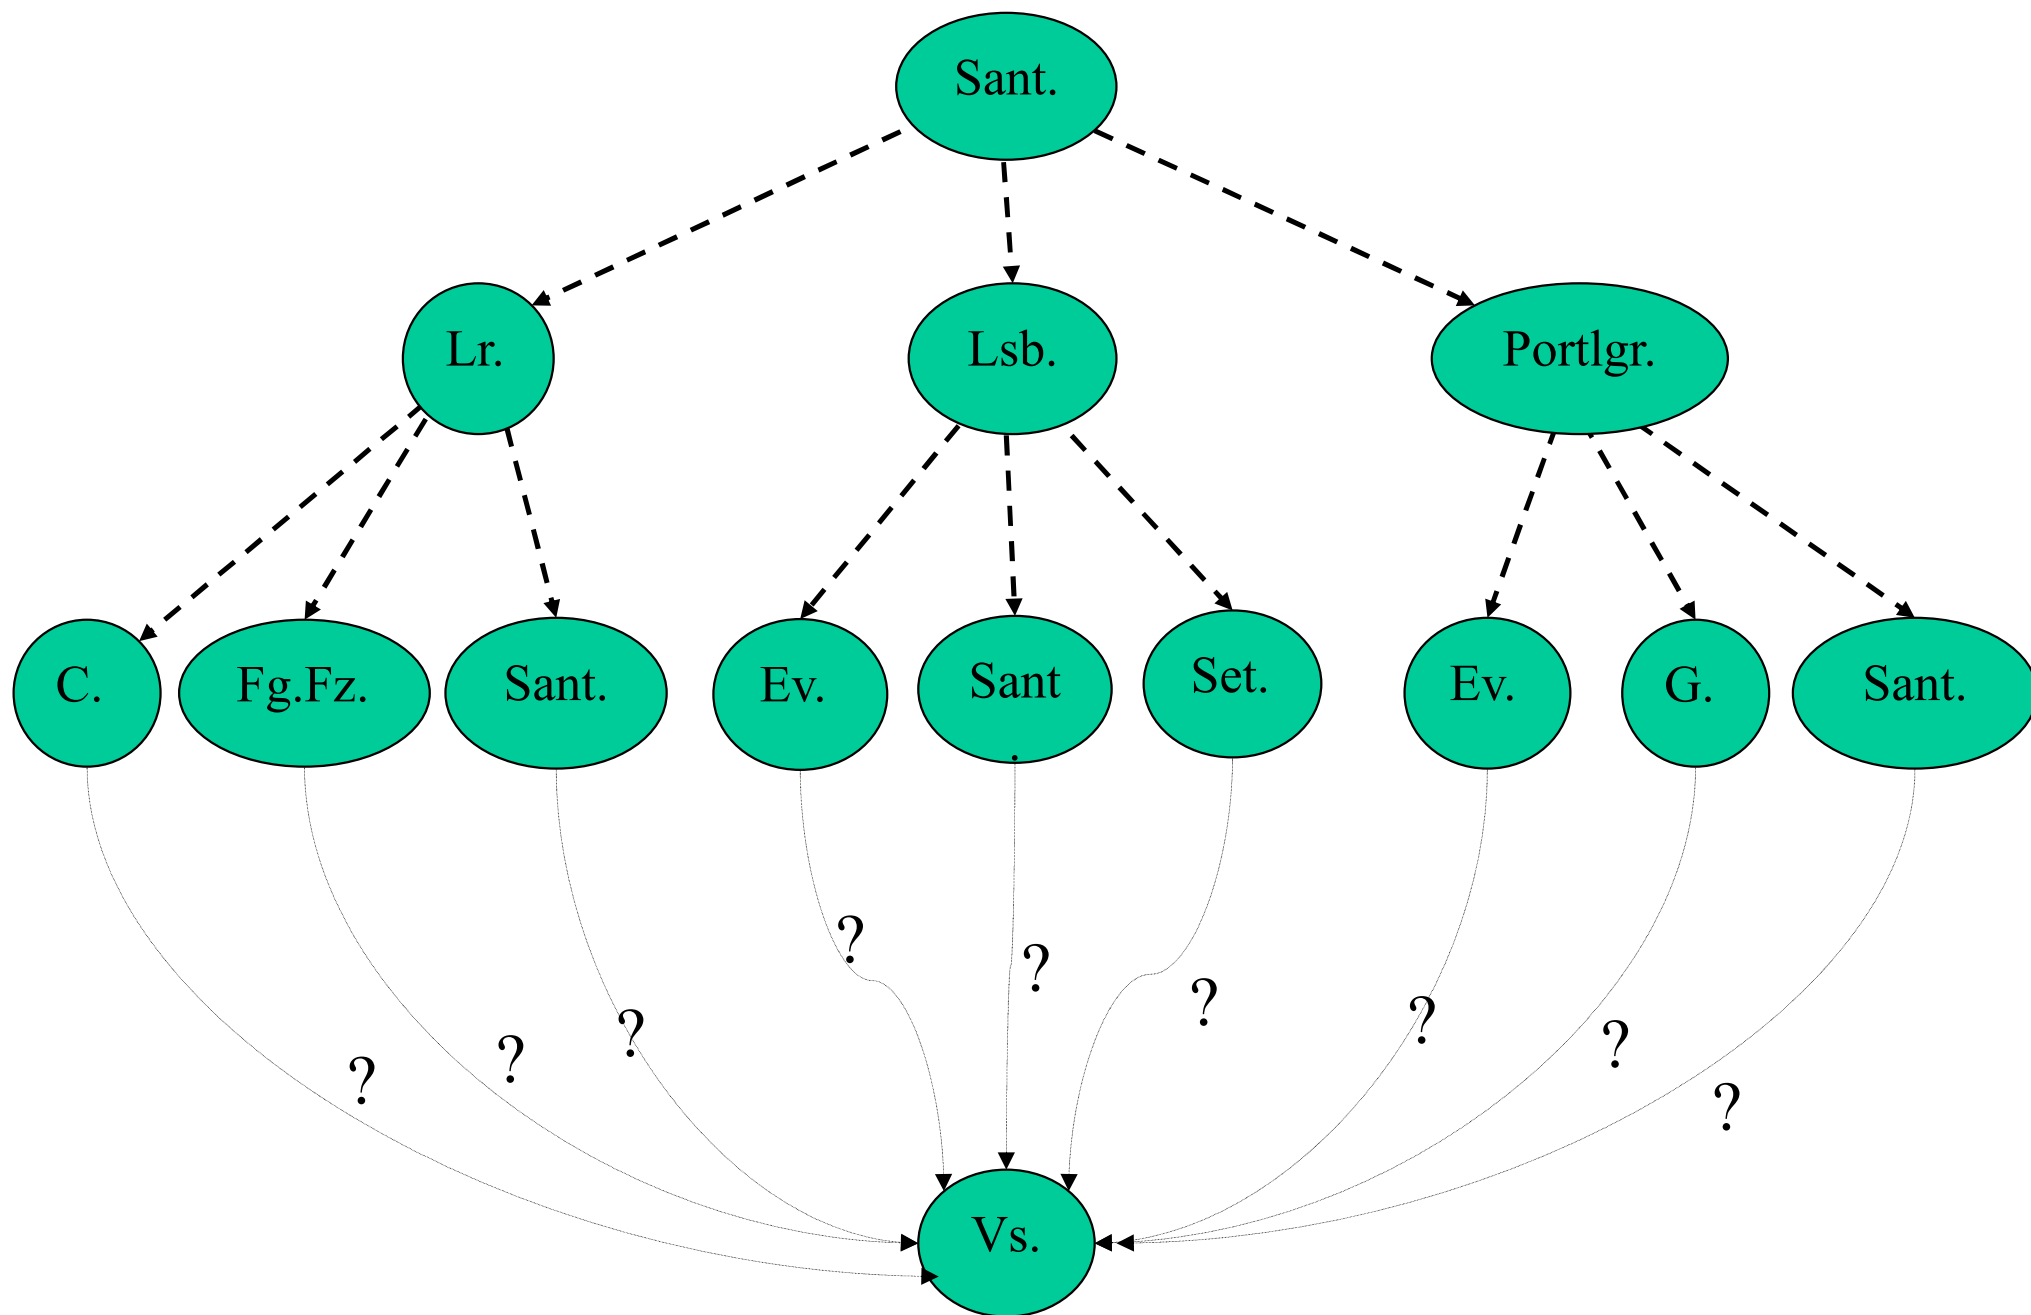 Sant.
Lr.
Lsb.
Portlgr.
C.
Fg.Fz.
Sant.
Ev.
Sant
.
Set.
Ev.
G.
Sant.
?
?
?
?
?
?
?
?
?
Vs.